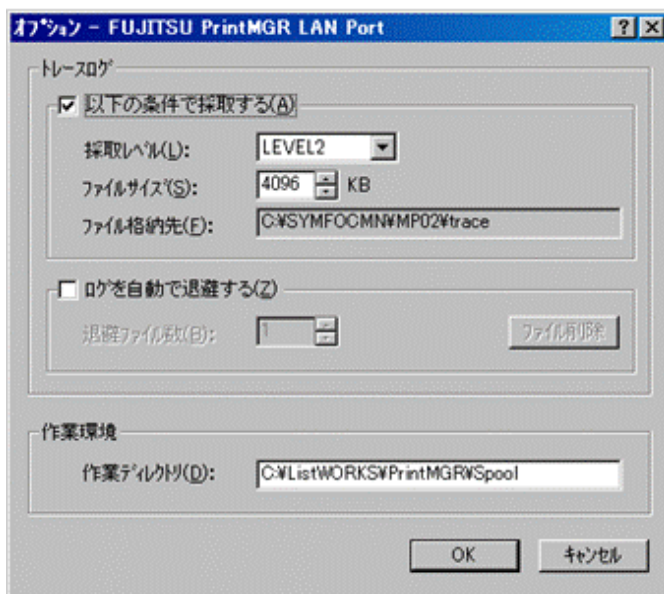 ｵﾌﾟｼｮﾝ - FUJITSU PrintMGR LAN Port
ﾄﾚｰｽﾛｸﾞ
以下の条件で採取する(A)
採取ﾚﾍﾞﾙ(L): LEVEL2
ﾌｧｲﾙｻｲｽﾞ(S): 4096 KB
ﾌｧｲﾙ格納先(F): C:¥SYMFOCMN¥MP02¥trace
ﾛｸﾞを自動で退避する(Z)
退避ﾌｧｲﾙ数(B): 1 ﾌｧｲﾙ削除
作業環境
作業ﾃﾞｨﾚｸﾄﾘ(D): C:¥ListWORKS¥PrintMGR¥Spool
OK ｷｬﾝｾﾙ